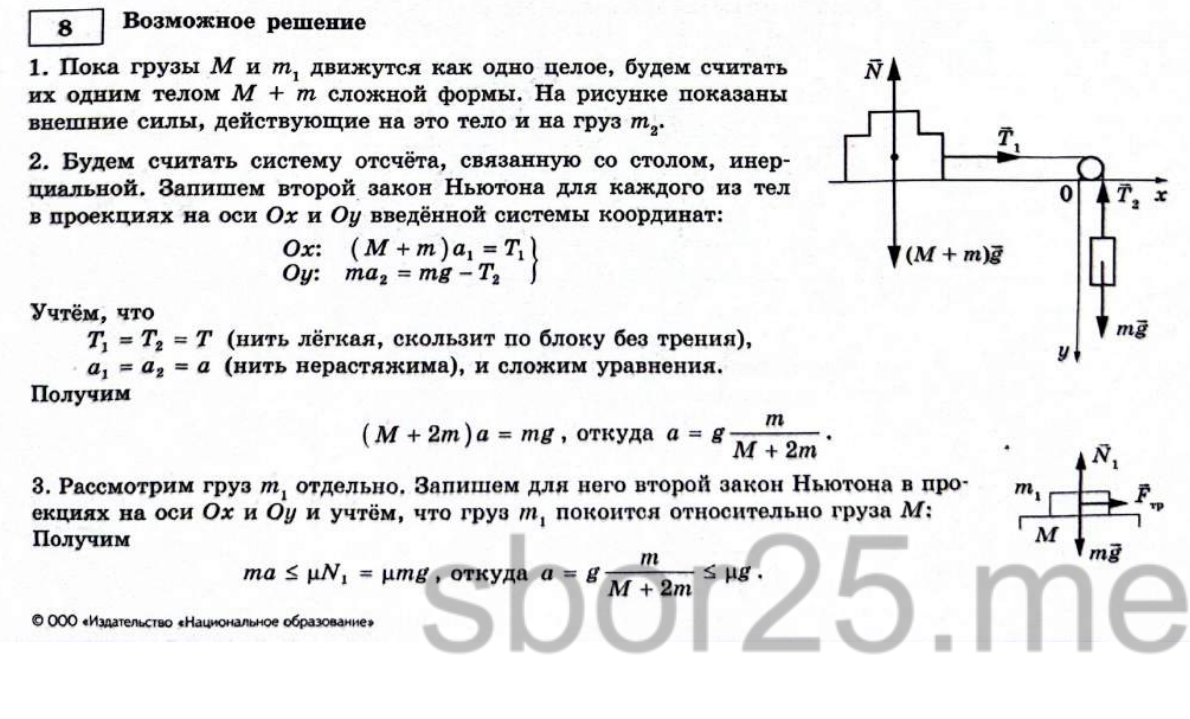 8 Возможное решение
1. Пока грузы M и m₁ движутся как одно целое, будем считать
их одним телом M + m сложной формы. На рисунке показаны
внешние силы, действующие на это тело и на груз m₂.
2. Будем считать систему отсчёта, связанную со столом, инер-
циальной. Запишем второй закон Ньютона для каждого из тел
в проекциях на оси Ox и Oy введённой системы координат:
Ox: (M + m)a₁ = T₁ }
Oy: ma₂ = mg – T₂ }
Учтём, что
T₁ = T₂ = T (нить лёгкая, скользит по блоку без трения),
a₁ = a₂ = a (нить нерастяжима), и сложим уравнения.
Получим
(M + 2m)a = mg, откуда a = g m/(M + 2m).
3. Рассмотрим груз m₁ отдельно. Запишем для него второй закон Ньютона в про-
екциях на оси Ox и Oy и учтём, что груз m₁ покоится относительно груза M:
Получим
ma ≤ μN₁ = μmg, откуда a = g m/(M + 2m) ≤ μg.
© ООО «Издательство «Национальное образование»
N⃗
T⃗₁
0
T⃗₂
x
(M + m)g⃗
mg⃗
y
N⃗₁
m₁
F⃗тр
M
mg⃗
sbor25.me